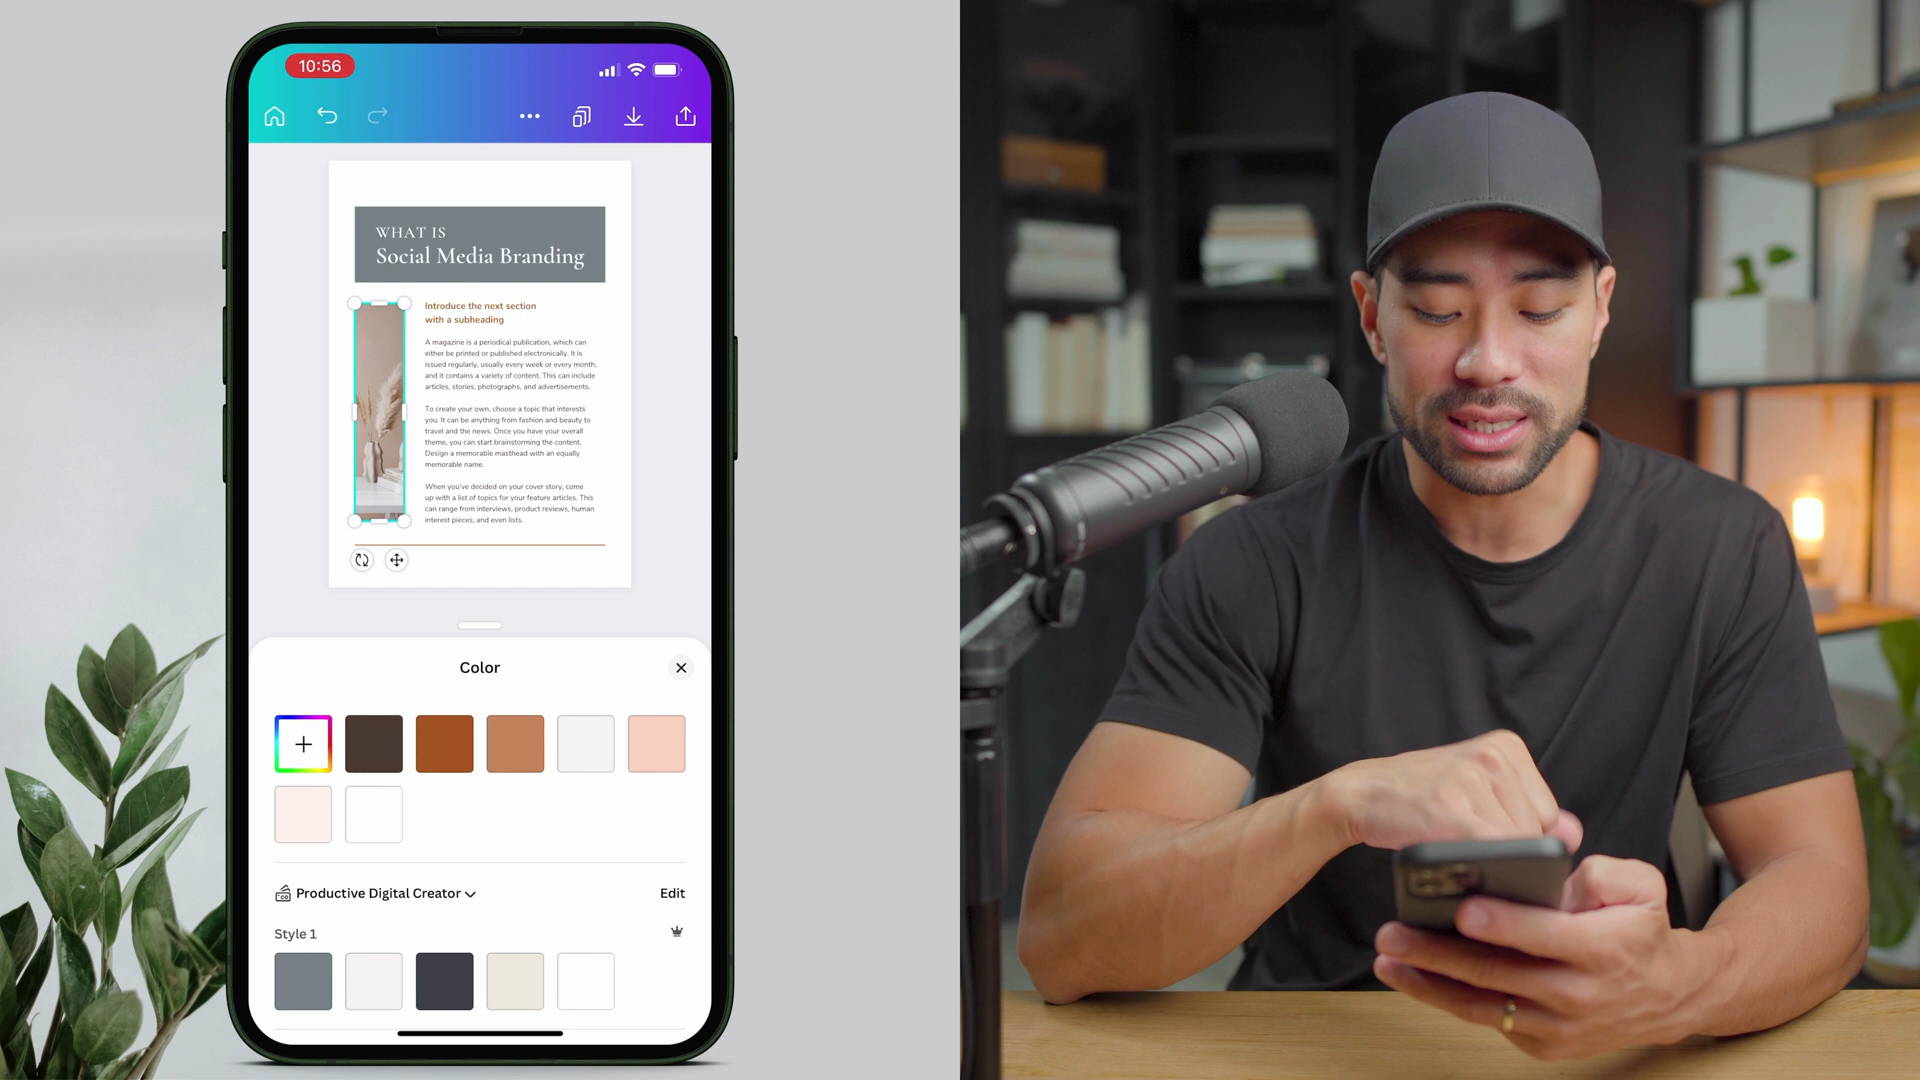 10:56
WHAT IS
Social Media Branding
Introduce the next section
with a subheading
A magazine is a periodical publication, which can
either be printed or published electronically. It is
issued regularly, usually every week or every month,
and it contains a variety of content. This can include
articles, stories, photographs, and advertisements.
To create your own, choose a topic that interests
you. It can be anything from fashion and beauty to
travel and the news. Once you have your overall
theme, you can start brainstorming the content.
Design a memorable masthead with an equally
memorable name.
When you've decided on your cover story, come
up with a list of topics for your feature articles. This
can range from interviews, product reviews, human
interest pieces, and even lists.
Color
Productive Digital Creator
Edit
Style 1